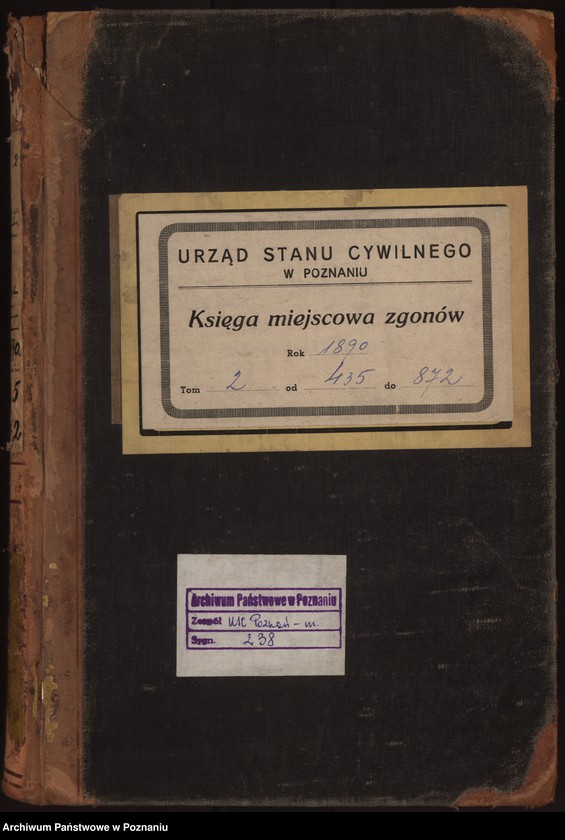 URZĄD STANU CYWILNEGO
W POZNANIU
Księga miejscowa zgonów
Rok 1890
Tom 2 od 435 do 872
Archiwum Państwowe w Poznaniu
Zespół USC Poznań – m.
Sygn. 238
Archiwum Państwowe w Poznaniu